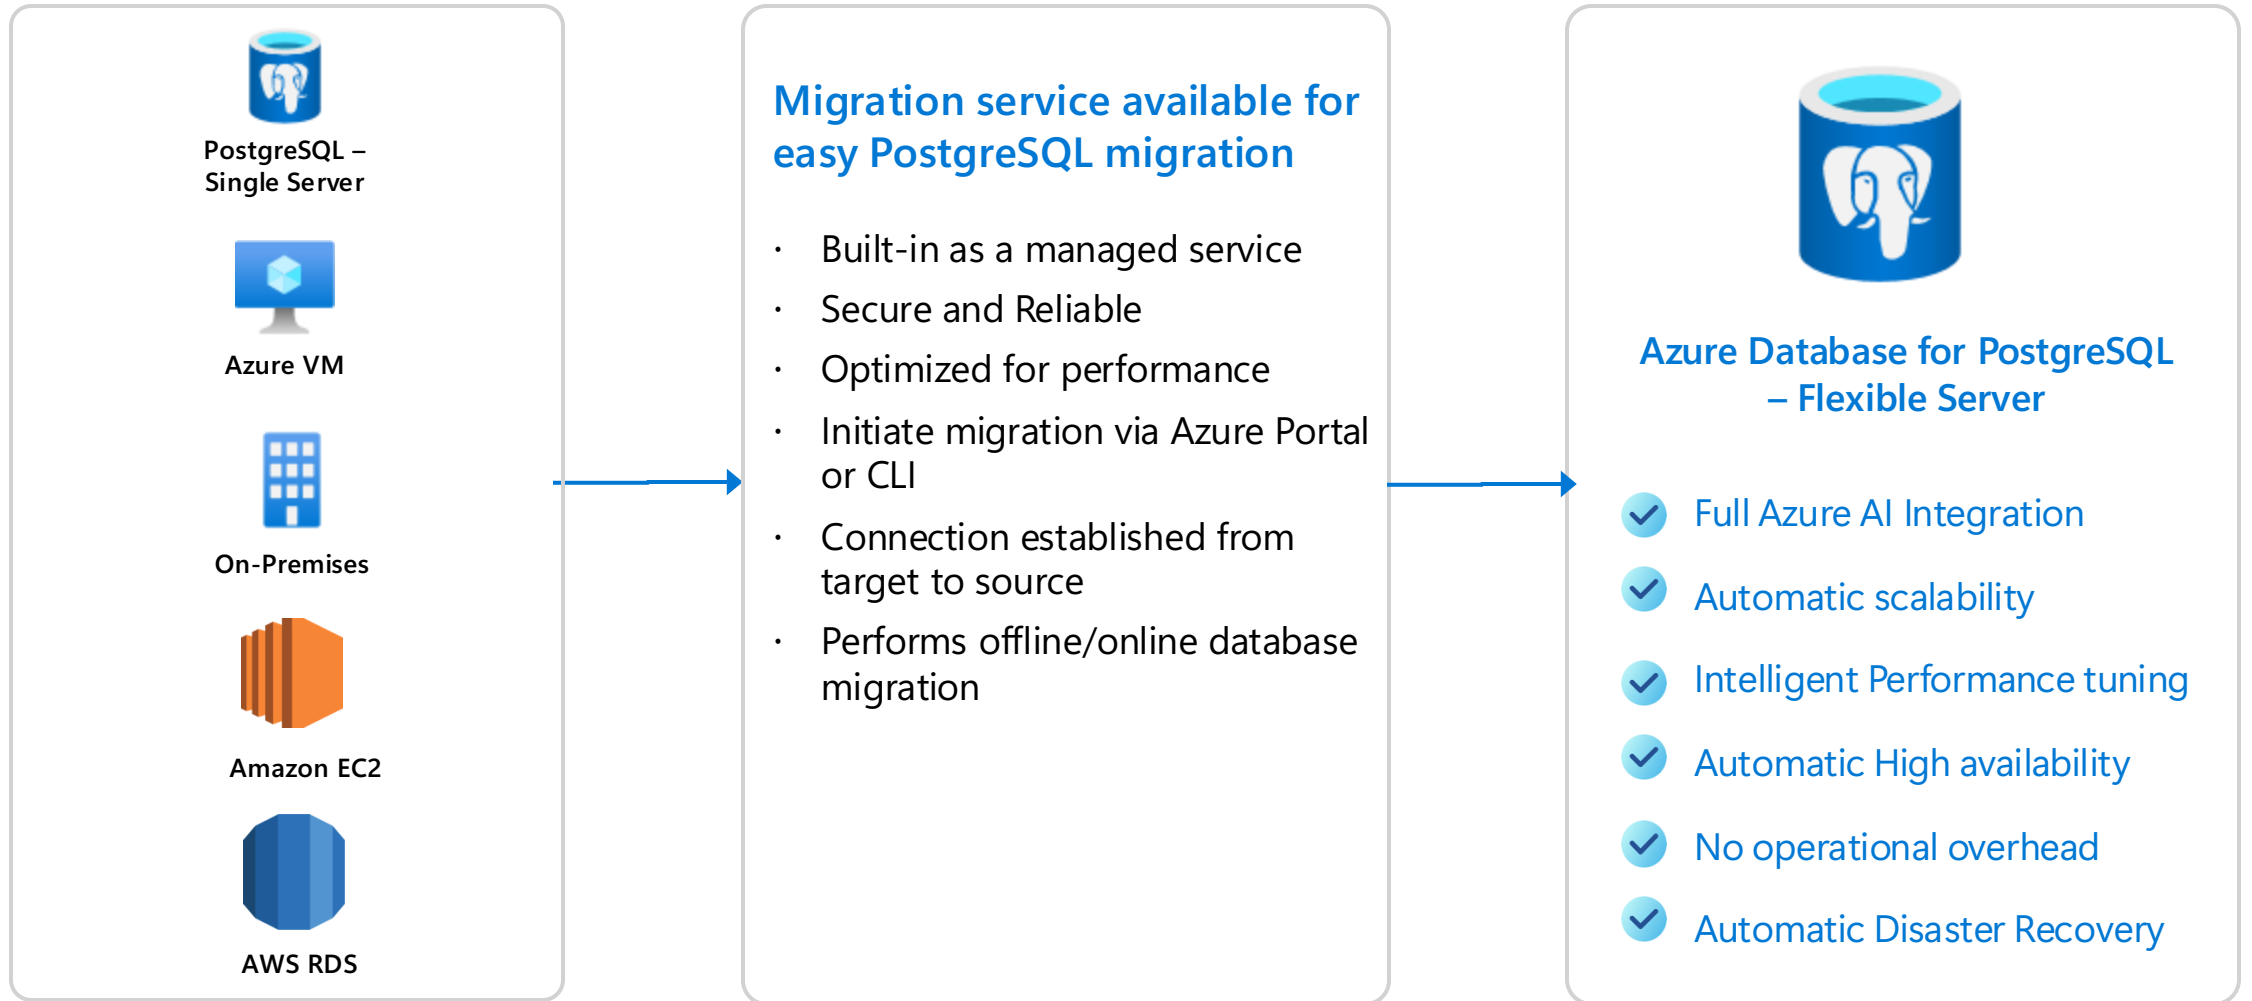 PostgreSQL –
Single Server
Azure VM
On-Premises
Amazon EC2
AWS RDS
Migration service available for
easy PostgreSQL migration
· Built-in as a managed service
· Secure and Reliable
· Optimized for performance
· Initiate migration via Azure Portal
or CLI
· Connection established from
target to source
· Performs offline/online database
migration
Azure Database for PostgreSQL
– Flexible Server
Full Azure AI Integration
Automatic scalability
Intelligent Performance tuning
Automatic High availability
No operational overhead
Automatic Disaster Recovery